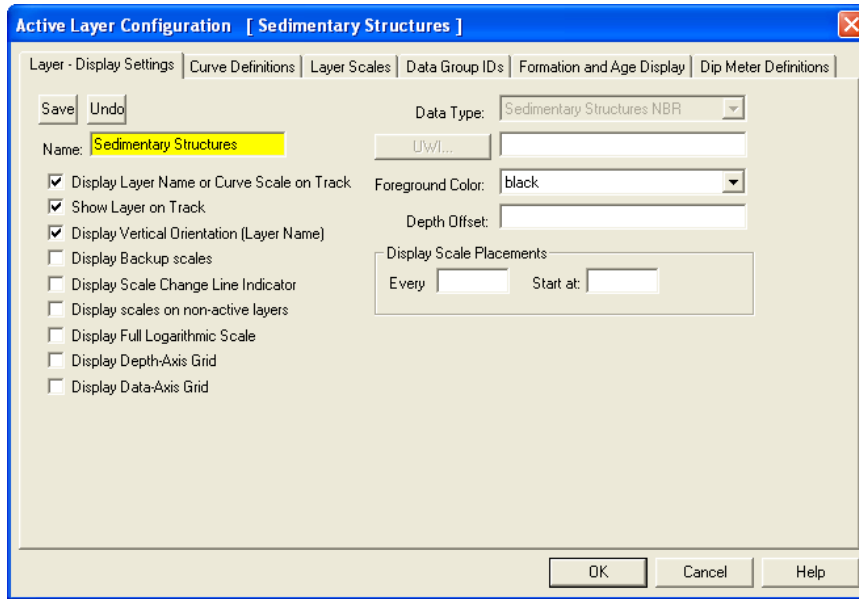 Active Layer Configuration [ Sedimentary Structures ]
Layer - Display Settings Curve Definitions Layer Scales Data Group IDs Formation and Age Display Dip Meter Definitions
Save Undo
Name: Sedimentary Structures
Display Layer Name or Curve Scale on Track
Show Layer on Track
Display Vertical Orientation (Layer Name)
Display Backup scales
Display Scale Change Line Indicator
Display scales on non-active layers
Display Full Logarithmic Scale
Display Depth-Axis Grid
Display Data-Axis Grid
Data Type: Sedimentary Structures NBR
UWI...
Foreground Color: black
Depth Offset:
Display Scale Placements
Every Start at:
OK Cancel Help